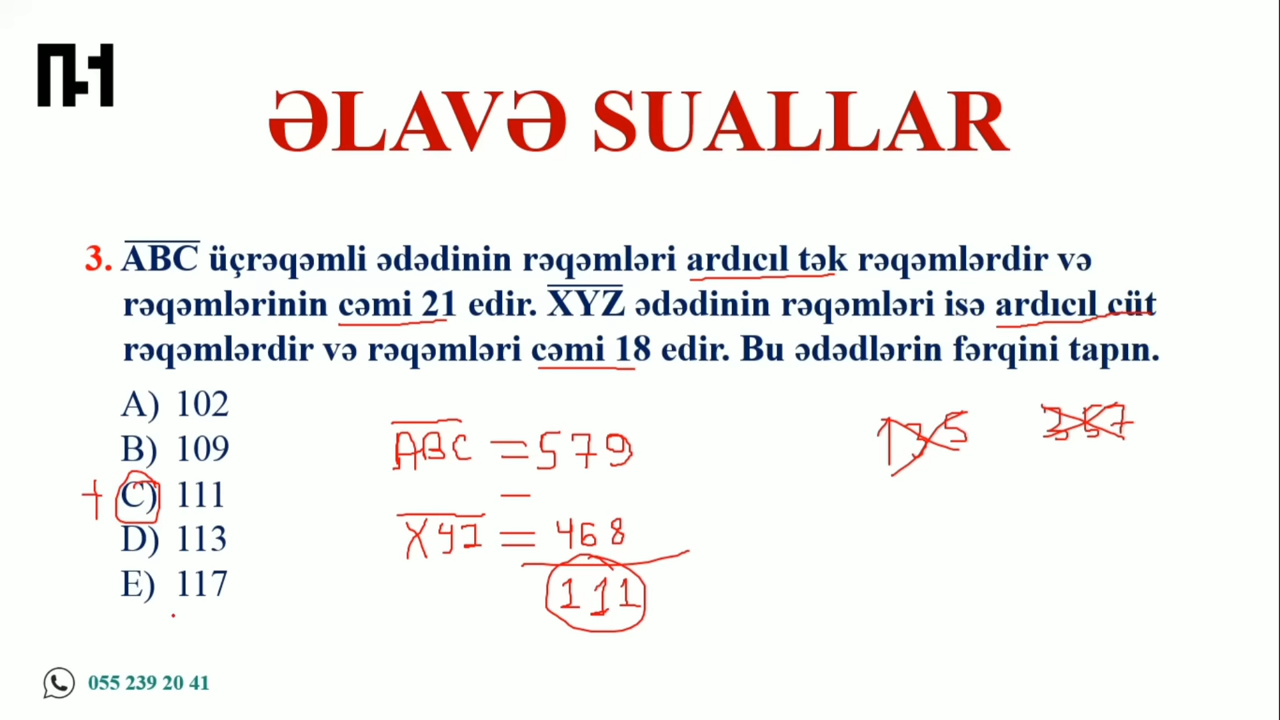 ƏLAVƏ SUALLAR
3. ABC üçrəqəmli ədədinin rəqəmləri ardıcıl tək rəqəmlərdir və
rəqəmlərinin cəmi 21 edir. XYZ ədədinin rəqəmləri isə ardıcıl cüt
rəqəmlərdir və rəqəmləri cəmi 18 edir. Bu ədədlərin fərqini tapın.
A) 102
B) 109
C) 111
D) 113
E) 117
ABC = 579
135
357
−
XYZ = 468
111
055 239 20 41